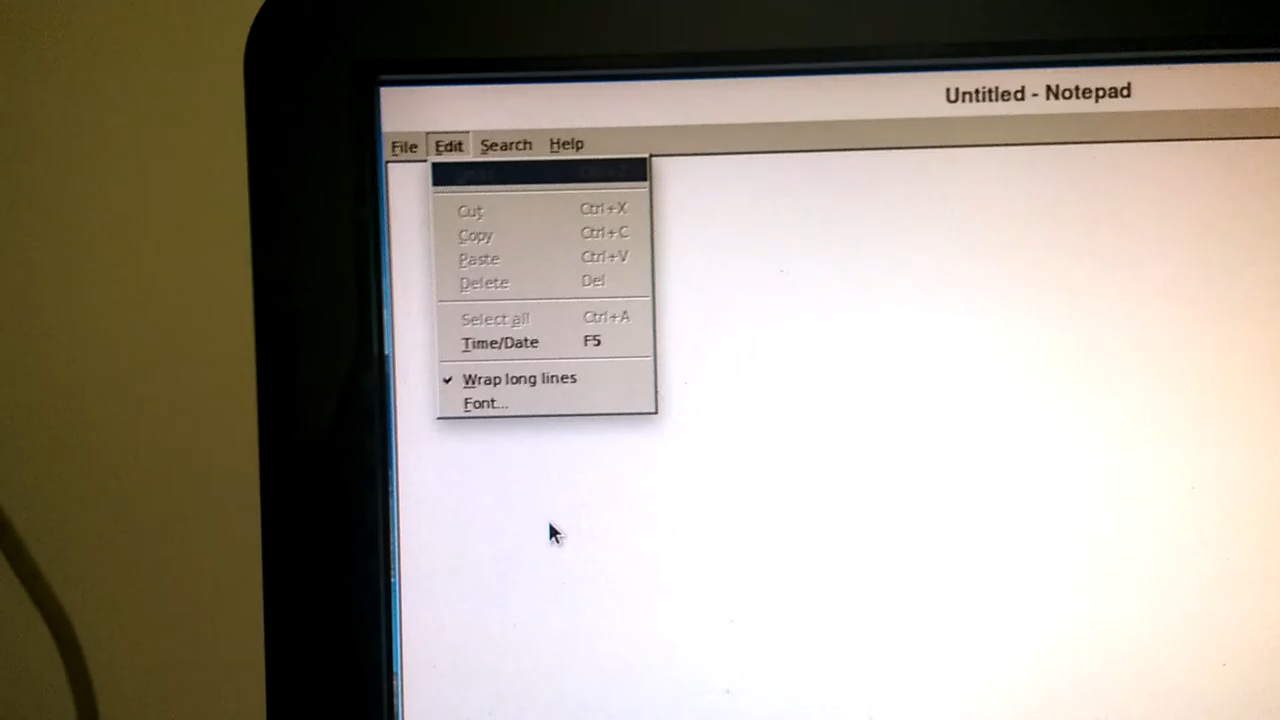 Untitled - Notepad
File Edit Search Help
Cut Ctrl+X
Copy Ctrl+C
Paste Ctrl+V
Delete Del
Select all Ctrl+A
Time/Date F5
✓ Wrap long lines
Font...